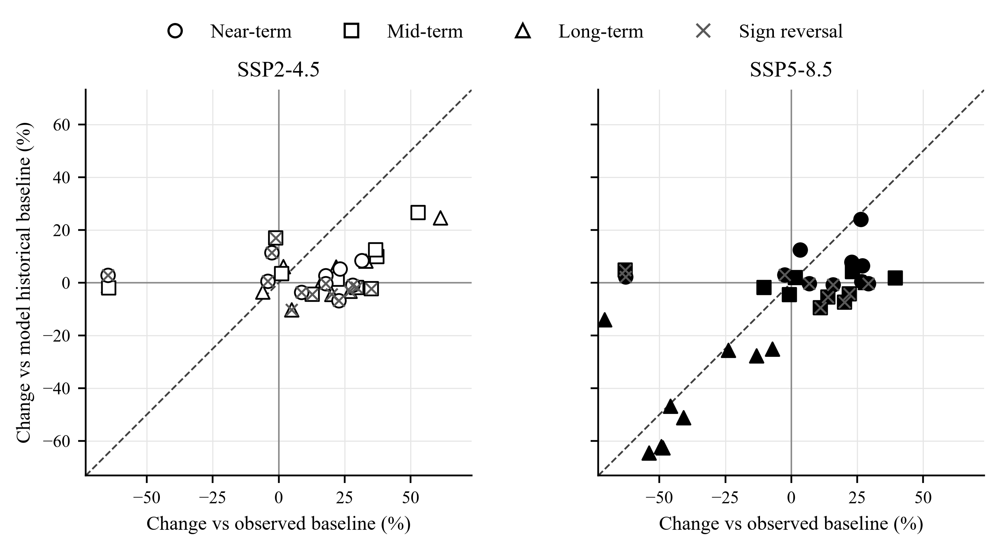 Near-term Mid-term Long-term Sign reversal
SSP2-4.5 SSP5-8.5
Change vs model historical baseline (%)
60
40
20
0
−20
−40
−60
−50 −25 0 25 50
−50 −25 0 25 50
Change vs observed baseline (%)
Change vs observed baseline (%)